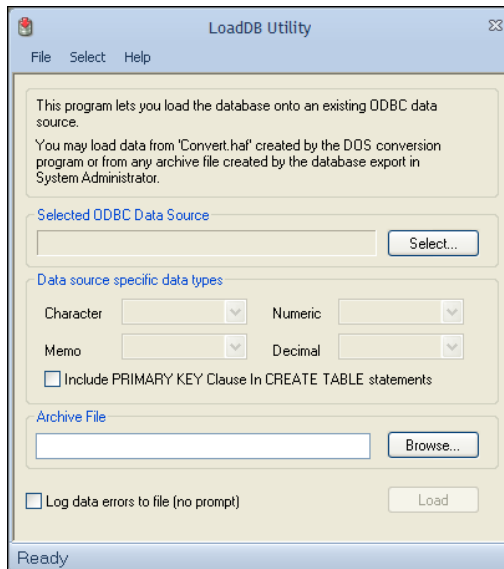 LoadDB Utility
File Select Help
This program lets you load the database onto an existing ODBC data
source.
You may load data from 'Convert.haf' created by the DOS conversion
program or from any archive file created by the database export in
System Administrator.
Selected ODBC Data Source
Select...
Data source specific data types
Character Numeric
Memo Decimal
Include PRIMARY KEY Clause In CREATE TABLE statements
Archive File
Browse...
Log data errors to file (no prompt) Load
Ready